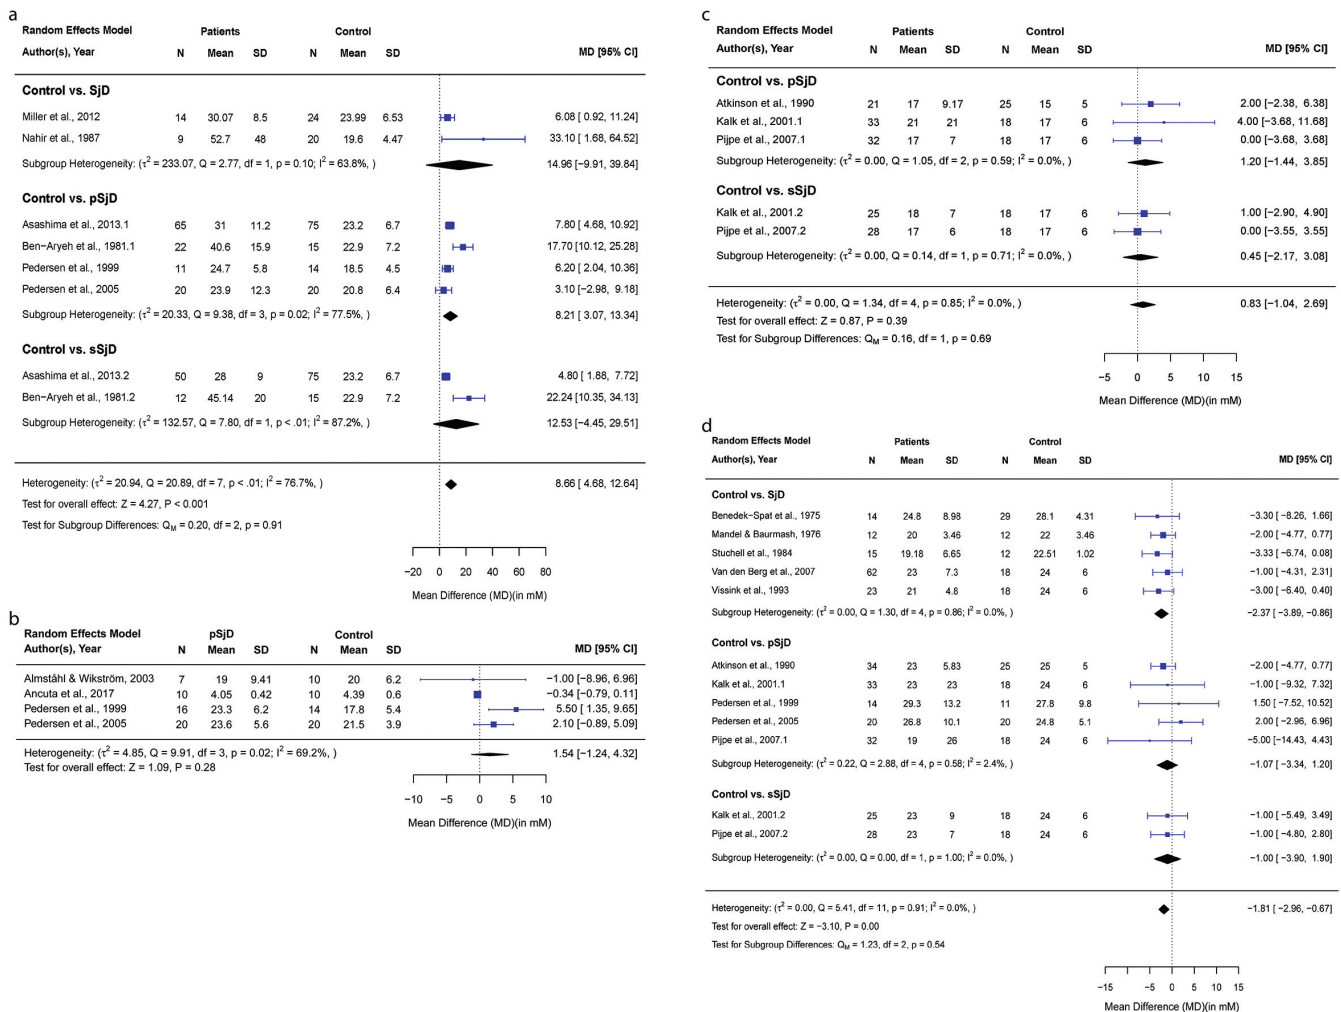 a
Random Effects Model Patients Control
Author(s), Year N Mean SD N Mean SD MD [95% CI]
Control vs. SjD
Miller et al., 2012 14 30.07 8.5 24 23.99 6.53 6.08 [ 0.92, 11.24]
Nahir et al., 1987 9 52.7 48 20 19.6 4.47 33.10 [ 1.68, 64.52]
Subgroup Heterogeneity: (τ² = 233.07, Q = 2.77, df = 1, p = 0.10; I² = 63.8%, ) 14.96 [−9.91, 39.84]
Control vs. pSjD
Asashima et al., 2013.1 65 31 11.2 75 23.2 6.7 7.80 [ 4.68, 10.92]
Ben−Aryeh et al., 1981.1 22 40.6 15.9 15 22.9 7.2 17.70 [10.12, 25.28]
Pedersen et al., 1999 11 24.7 5.8 14 18.5 4.5 6.20 [ 2.04, 10.36]
Pedersen et al., 2005 20 23.9 12.3 20 20.8 6.4 3.10 [−2.98, 9.18]
Subgroup Heterogeneity: (τ² = 20.33, Q = 9.38, df = 3, p = 0.02; I² = 77.5%, ) 8.21 [ 3.07, 13.34]
Control vs. sSjD
Asashima et al., 2013.2 50 28 9 75 23.2 6.7 4.80 [ 1.88, 7.72]
Ben−Aryeh et al., 1981.2 12 45.14 20 15 22.9 7.2 22.24 [10.35, 34.13]
Subgroup Heterogeneity: (τ² = 132.57, Q = 7.80, df = 1, p <.01; I² = 87.2%, ) 12.53 [−4.45, 29.51]
Heterogeneity: (τ² = 20.94, Q = 20.89, df = 7, p < .01; I² = 76.7%, ) 8.66 [ 4.68, 12.64]
Test for overall effect: Z = 4.27, P < 0.001
Test for Subgroup Differences: QM = 0.20, df = 2, p = 0.91
−20 0 20 40 60 80
Mean Difference (MD)(in mM)
b
Random Effects Model pSjD Control
Author(s), Year N Mean SD N Mean SD MD [95% CI]
Almståhl & Wikström, 2003 7 19 9.41 10 20 6.2 −1.00 [−8.96, 6.96]
Ancuta et al., 2017 10 4.05 0.42 10 4.39 0.6 −0.34 [−0.79, 0.11]
Pedersen et al., 1999 16 23.3 6.2 14 17.8 5.4 5.50 [ 1.35, 9.65]
Pedersen et al., 2005 20 23.6 5.6 20 21.5 3.9 2.10 [−0.89, 5.09]
Heterogeneity: (τ² = 4.85, Q = 9.91, df = 3, p = 0.02; I² = 69.2%, ) 1.54 [−1.24, 4.32]
Test for overall effect: Z = 1.09, P = 0.28
−10 −5 0 5 10
Mean Difference (MD)(in mM)
c
Random Effects Model Patients Control
Author(s), Year N Mean SD N Mean SD MD [95% CI]
Control vs. pSjD
Atkinson et al., 1990 21 17 9.17 25 15 5 2.00 [−2.38, 6.38]
Kalk et al., 2001.1 33 21 21 18 17 6 4.00 [−3.68, 11.68]
Pijpe et al., 2007.1 32 17 7 18 17 6 0.00 [−3.68, 3.68]
Subgroup Heterogeneity: (τ² = 0.00, Q = 1.05, df = 2, p = 0.59; I² = 0.0%, ) 1.20 [−1.44, 3.85]
Control vs. sSjD
Kalk et al., 2001.2 25 18 7 18 17 6 1.00 [−2.90, 4.90]
Pijpe et al., 2007.2 28 17 6 18 17 6 0.00 [−3.55, 3.55]
Subgroup Heterogeneity: (τ² = 0.00, Q = 0.14, df = 1, p = 0.71; I² = 0.0%, ) 0.45 [−2.17, 3.08]
Heterogeneity: (τ² = 0.00, Q = 1.34, df = 4, p = 0.85; I² = 0.0%, ) 0.83 [−1.04, 2.69]
Test for overall effect: Z = 0.87, P = 0.39
Test for Subgroup Differences: QM = 0.16, df = 1, p = 0.69
−5 0 5 10 15
Mean Difference (MD)(in mM)
d
Random Effects Model Patients Control
Author(s), Year N Mean SD N Mean SD MD [95% CI]
Control vs. SjD
Benedek−Spat et al., 1975 14 24.8 8.98 29 28.1 4.31 −3.30 [ −8.26, 1.66]
Mandel & Baurmash, 1976 12 20 3.46 12 22 3.46 −2.00 [ −4.77, 0.77]
Stuchell et al., 1984 15 19.18 6.65 12 22.51 1.02 −3.33 [ −6.74, 0.08]
Van den Berg et al., 2007 62 23 7.3 18 24 6 −1.00 [ −4.31, 2.31]
Vissink et al., 1993 23 21 4.8 18 24 6 −3.00 [ −6.40, 0.40]
Subgroup Heterogeneity: (τ² = 0.00, Q = 1.30, df = 4, p = 0.86; I² = 0.0%, ) −2.37 [ −3.89, −0.86]
Control vs. pSjD
Atkinson et al., 1990 34 23 5.83 25 25 5 −2.00 [ −4.77, 0.77]
Kalk et al., 2001.1 33 23 23 18 24 6 −1.00 [ −9.32, 7.32]
Pedersen et al., 1999 14 29.3 13.2 11 27.8 9.8 1.50 [ −7.52, 10.52]
Pedersen et al., 2005 20 26.8 10.1 20 24.8 5.1 2.00 [ −2.96, 6.96]
Pijpe et al., 2007.1 32 19 26 18 24 6 −5.00 [−14.43, 4.43]
Subgroup Heterogeneity: (τ² = 0.22, Q = 2.88, df = 4, p = 0.58; I² = 2.4%, ) −1.07 [ −3.34, 1.20]
Control vs. sSjD
Kalk et al., 2001.2 25 23 9 18 24 6 −1.00 [ −5.49, 3.49]
Pijpe et al., 2007.2 28 23 7 18 24 6 −1.00 [ −4.80, 2.80]
Subgroup Heterogeneity: (τ² = 0.00, Q = 0.00, df = 1, p = 1.00; I² = 0.0%, ) −1.00 [ −3.90, 1.90]
Heterogeneity: (τ² = 0.00, Q = 5.41, df = 11, p = 0.91; I² = 0.0%, ) −1.81 [ −2.96, −0.67]
Test for overall effect: Z = −3.10, P = 0.00
Test for Subgroup Differences: QM = 1.23, df = 2, p = 0.54
−15 −5 0 5 10 15
Mean Difference (MD)(in mM)